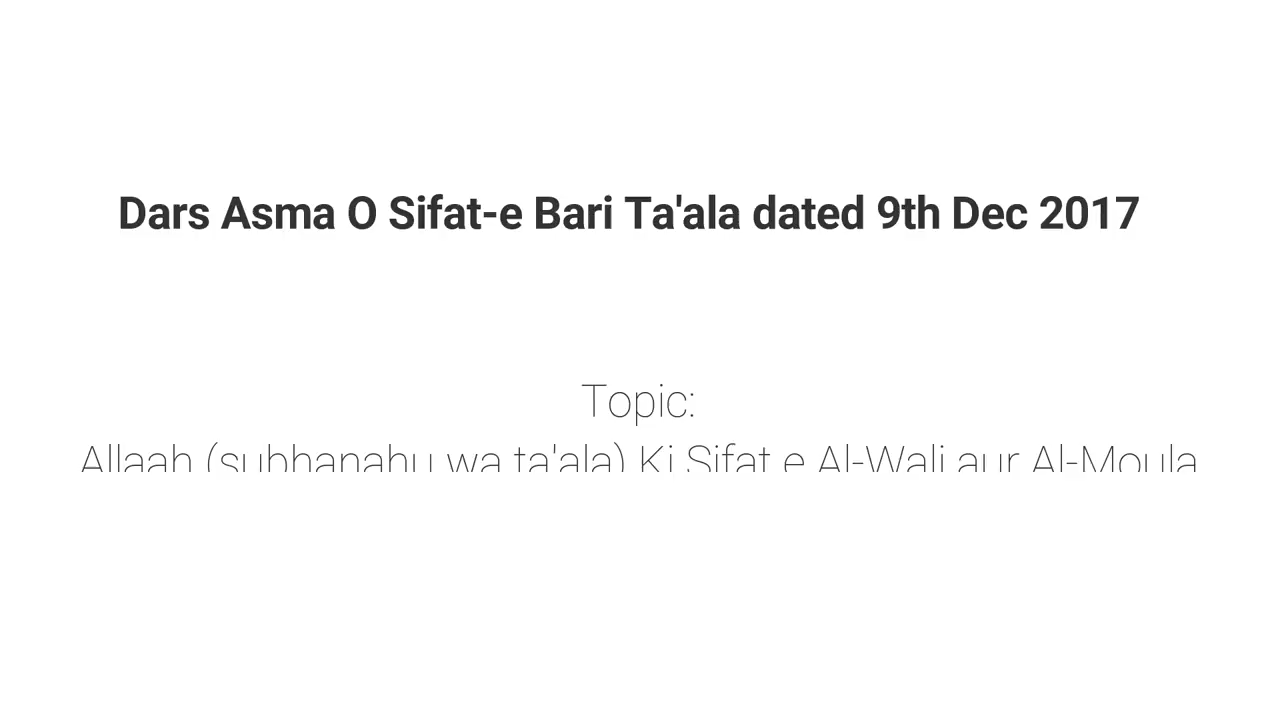 Dars Asma O Sifat-e Bari Ta'ala dated 9th Dec 2017
Topic:
Allaah (subhanahu wa ta'ala) Ki Sifat e Al-Wali aur Al-Moula